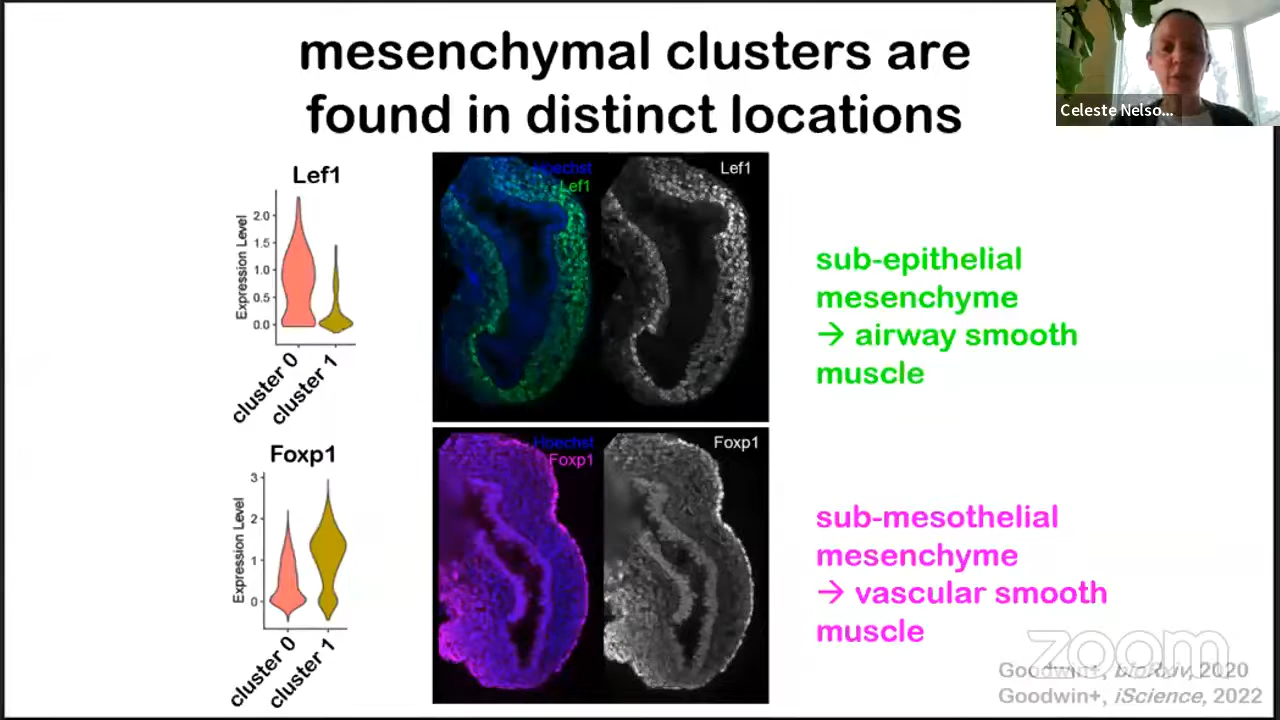 mesenchymal clusters are
found in distinct locations
Celeste Nelso...
Lef1
Expression Level
2.0
1.5
1.0
0.5
0.0
cluster 0
cluster 1
Hoechst
Lef1
Lef1
sub-epithelial
mesenchyme
→ airway smooth
muscle
Foxp1
Expression Level
3
2
1
0
cluster 0
cluster 1
Hoechst
Foxp1
Foxp1
sub-mesothelial
mesenchyme
→ vascular smooth
muscle
zoom
Goodwin+, bioRxiv, 2020
Goodwin+, iScience, 2022